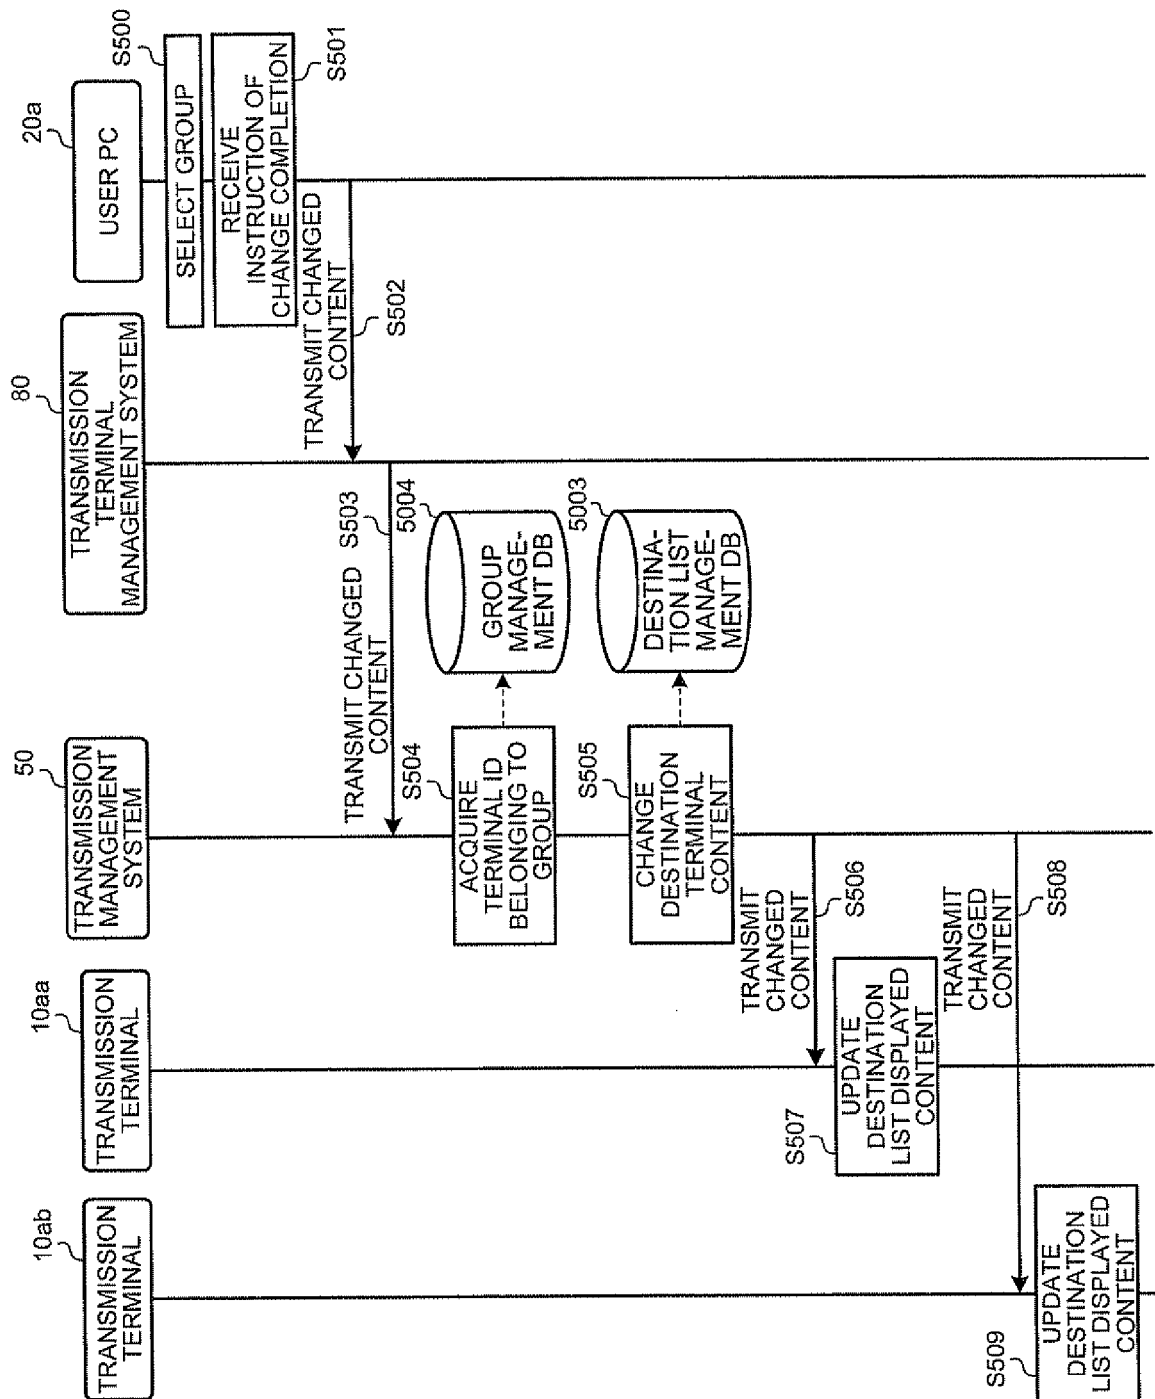 10ab
TRANSMISSION
TERMINAL
10aa
TRANSMISSION
TERMINAL
50
TRANSMISSION
MANAGEMENT
SYSTEM
80
TRANSMISSION
TERMINAL
MANAGEMENT SYSTEM
20a
USER PC
S500
SELECT GROUP
RECEIVE
INSTRUCTION OF
CHANGE COMPLETION
S501
TRANSMIT CHANGED
CONTENT
S502
TRANSMIT CHANGED
CONTENT
S503
S504
ACQUIRE
TERMINAL ID
BELONGING TO
GROUP
5004
GROUP
MANAGE-
MENT DB
S505
CHANGE
DESTINATION
TERMINAL
CONTENT
5003
DESTINA-
TION LIST
MANAGE-
MENT DB
TRANSMIT
CHANGED
CONTENT
S506
S507
UPDATE
DESTINATION
LIST DISPLAYED
CONTENT
TRANSMIT
CHANGED
CONTENT
S508
S509
UPDATE
DESTINATION
LIST DISPLAYED
CONTENT